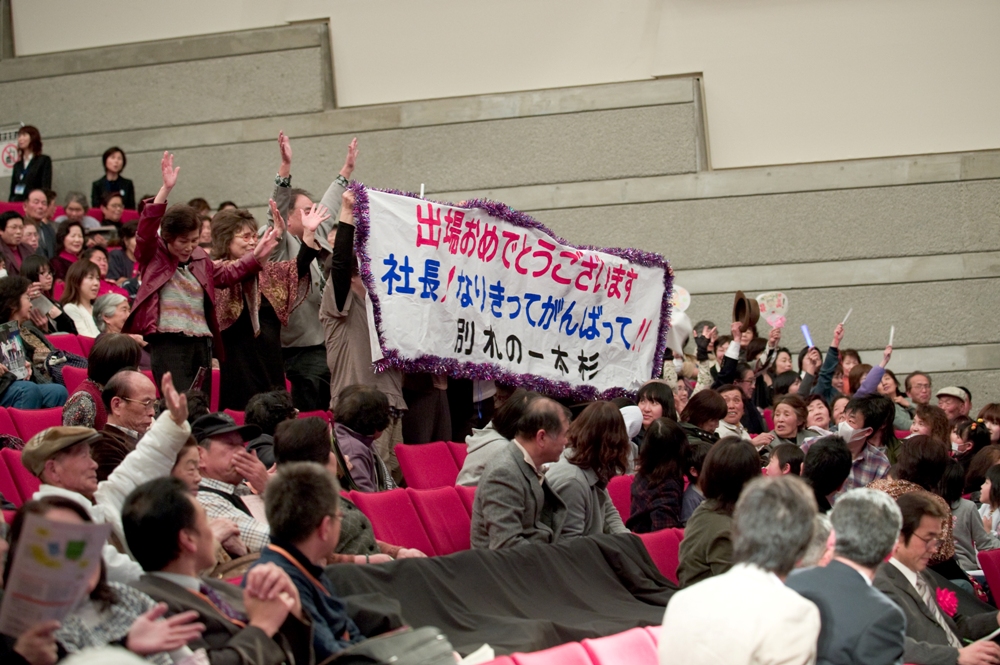 出場おめでとうございます
社長！なりきってがんばって！！
別れの一本杉